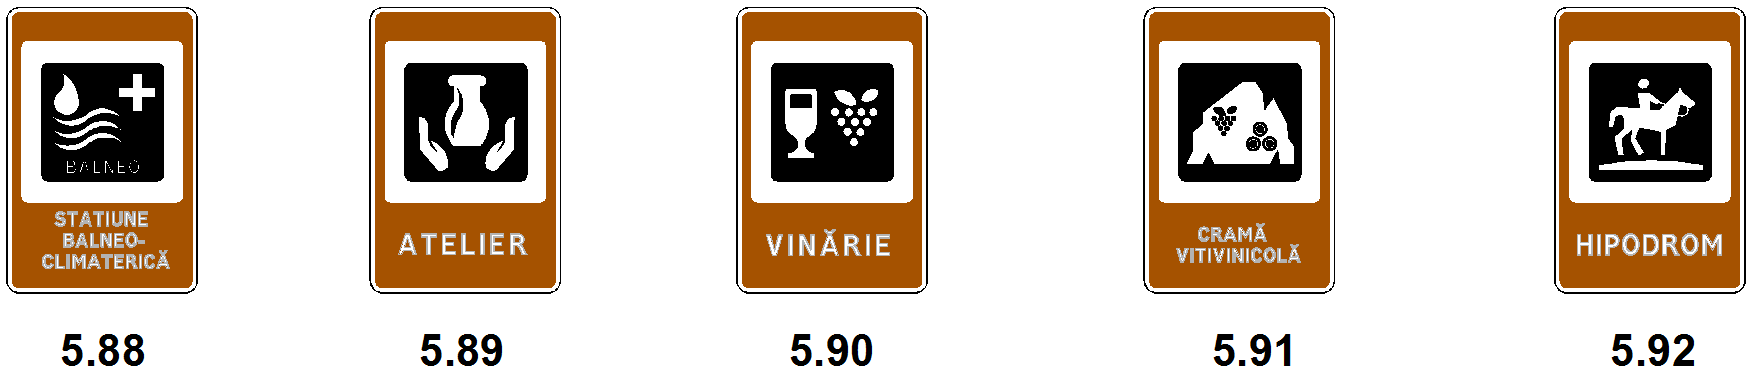 BALNEO
STATIUNE
BALNEO-
CLIMATERICĂ
ATELIER
VINĂRIE
CRAMĂ
VITIVINICOLĂ
HIPODROM
5.88
5.89
5.90
5.91
5.92